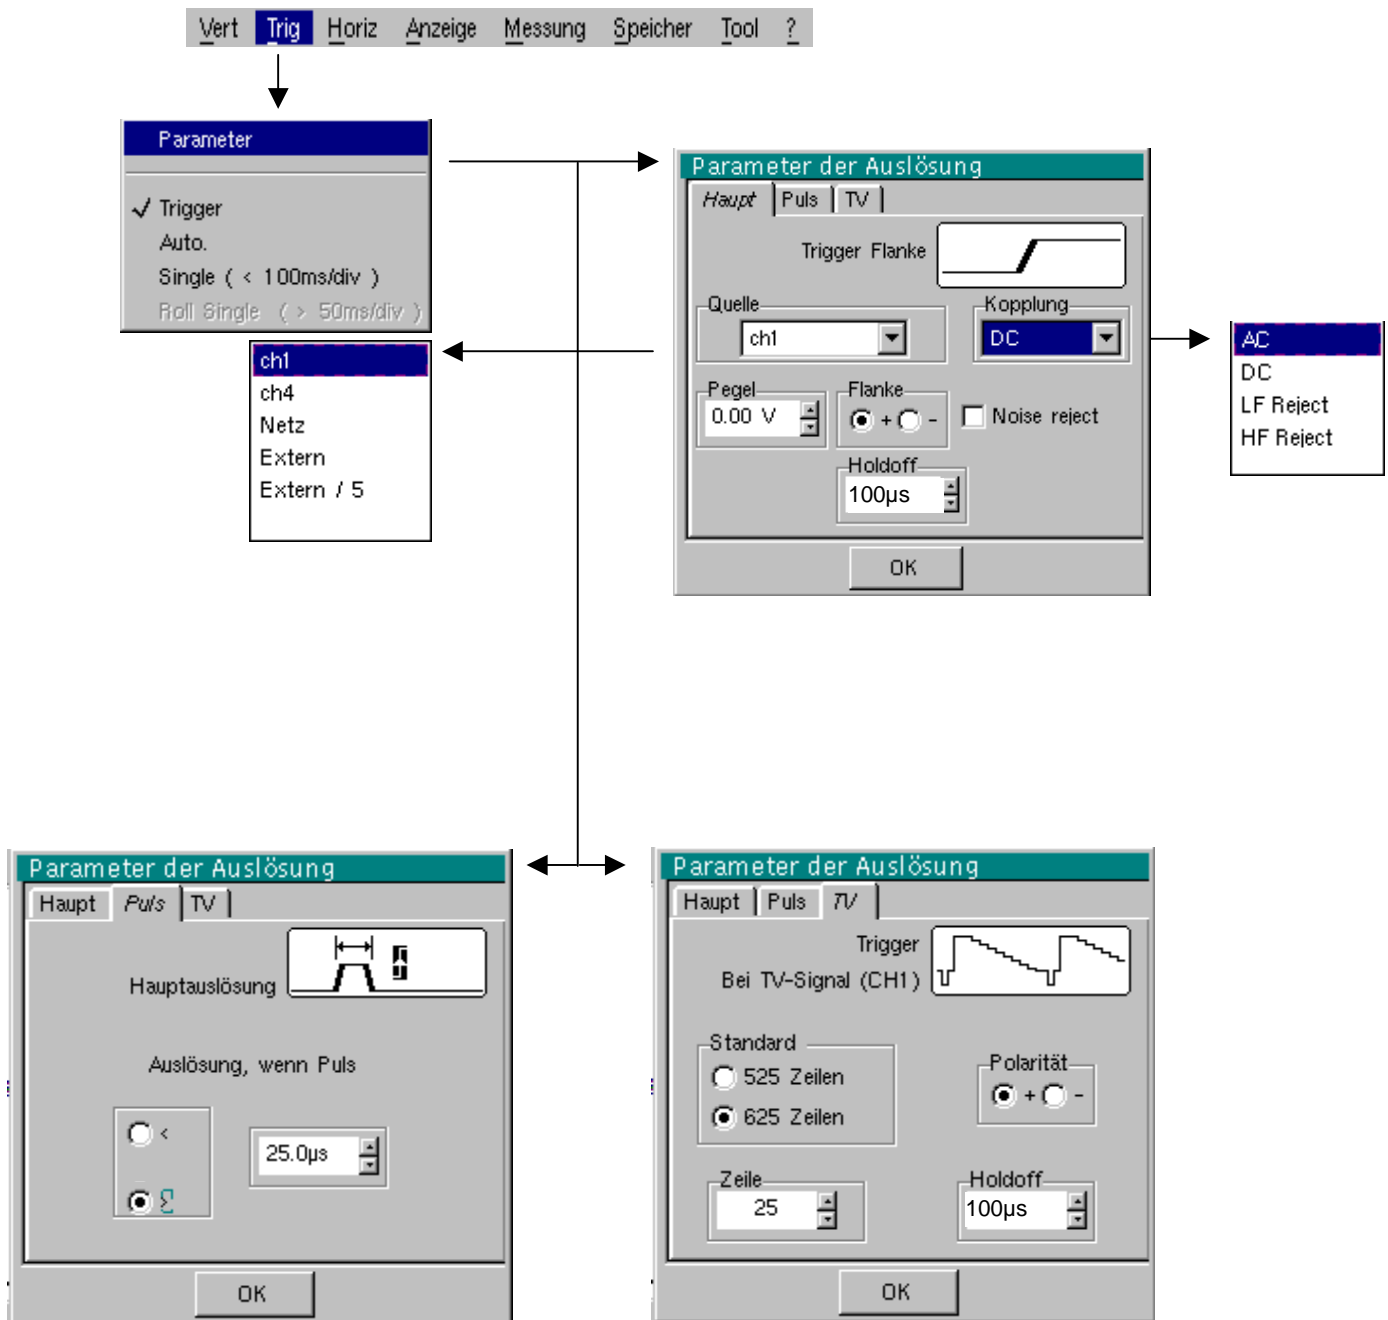 Vert Trig Horiz Anzeige Messung Speicher Tool ?
Parameter
✓ Trigger
Auto.
Single ( < 100ms/div )
Roll Single ( > 50ms/div )
ch1
ch4
Netz
Extern
Extern / 5
Parameter der Auslösung
Haupt Puls TV
Trigger Flanke
Quelle
ch1
Kopplung
DC
Pegel
0.00 V
Flanke
+ -
Noise reject
Holdoff
100µs
OK
AC
DC
LF Reject
HF Reject
Parameter der Auslösung
Haupt Puls TV
Hauptauslösung
Auslösung, wenn Puls
<
>
25.0µs
OK
Parameter der Auslösung
Haupt Puls TV
Trigger
Bei TV-Signal (CH1)
Standard
525 Zeilen
625 Zeilen
Polarität
+ -
Zeile
25
Holdoff
100µs
OK